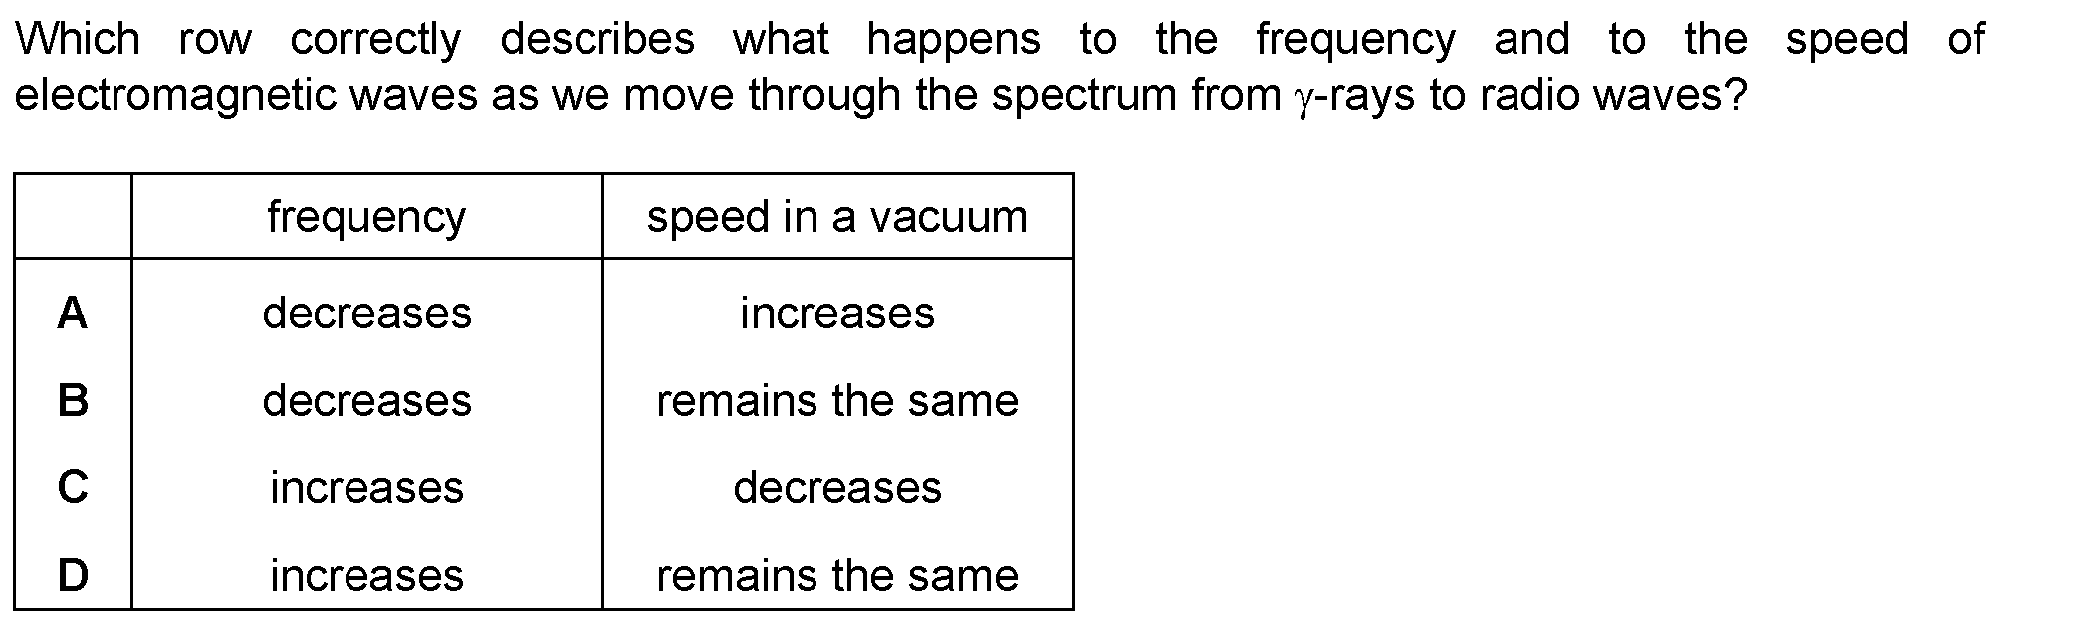 Which row correctly describes what happens to the frequency and to the speed of
electromagnetic waves as we move through the spectrum from γ-rays to radio waves?
frequency speed in a vacuum
A decreases increases
B decreases remains the same
C increases decreases
D increases remains the same